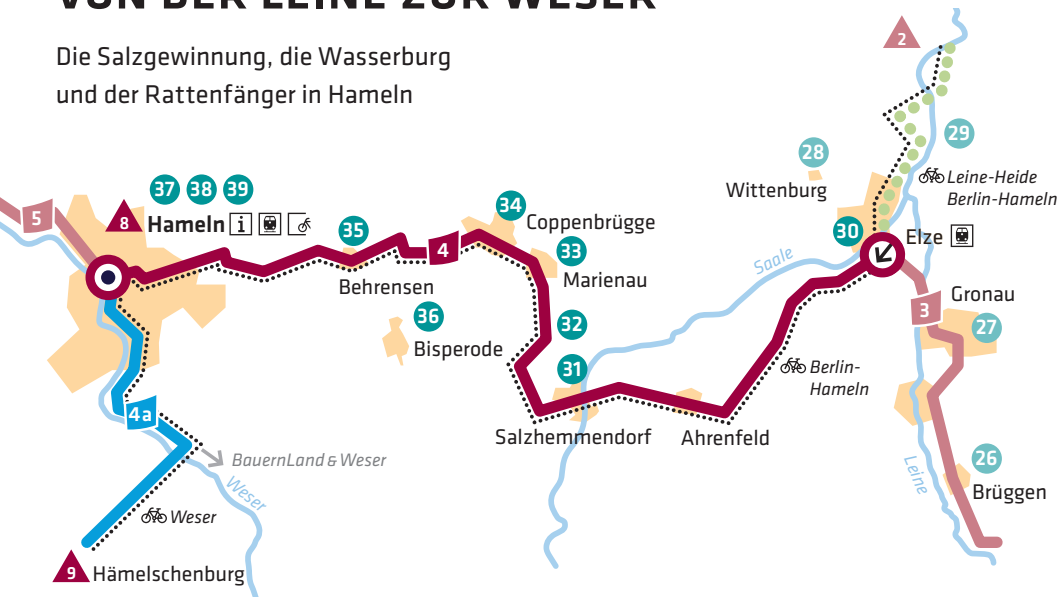 VON DER LEINE ZUR WESER
Die Salzgewinnung, die Wasserburg
und der Rattenfänger in Hameln
2
29
28
Wittenburg
Leine-Heide
Berlin-Hameln
37 38 39
5
8
Hameln i
34
Coppenbrügge
35
4
33
Marienau
30
Elze
Saale
Behrensen
3
Gronau
27
36
Bisperode
32
31
Berlin-
Hameln
4a
Salzhemmendorf
Ahrenfeld
BauernLand & Weser
Weser
Weser
Leine
26
Brüggen
9
Hämelschenburg